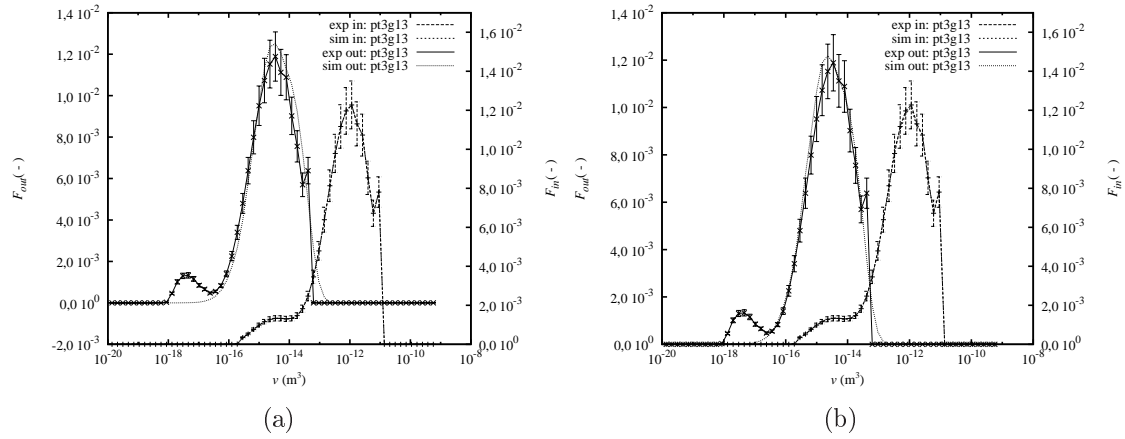 1,4 10⁻²
1,2 10⁻²
1,0 10⁻²
8,0 10⁻³
6,0 10⁻³
4,0 10⁻³
2,0 10⁻³
0,0 10⁰
-2,0 10⁻³
F_out(-)
exp in: pt3g13
sim in: pt3g13
exp out: pt3g13
sim out: pt3g13
1,6 10⁻²
1,4 10⁻²
1,2 10⁻²
1,0 10⁻²
8,0 10⁻³
6,0 10⁻³
4,0 10⁻³
2,0 10⁻³
0,0 10⁰
F_in(-)
10⁻²⁰ 10⁻¹⁸ 10⁻¹⁶ 10⁻¹⁴ 10⁻¹² 10⁻¹⁰ 10⁻⁸
v (m³)
(a)
1,4 10⁻²
1,2 10⁻²
1,0 10⁻²
8,0 10⁻³
6,0 10⁻³
4,0 10⁻³
2,0 10⁻³
0,0 10⁰
F_out(-)
exp in: pt3g13
sim in: pt3g13
exp out: pt3g13
sim out: pt3g13
1,6 10⁻²
1,4 10⁻²
1,2 10⁻²
1,0 10⁻²
8,0 10⁻³
6,0 10⁻³
4,0 10⁻³
2,0 10⁻³
0,0 10⁰
F_in(-)
10⁻²⁰ 10⁻¹⁸ 10⁻¹⁶ 10⁻¹⁴ 10⁻¹² 10⁻¹⁰ 10⁻⁸
v (m³)
(b)